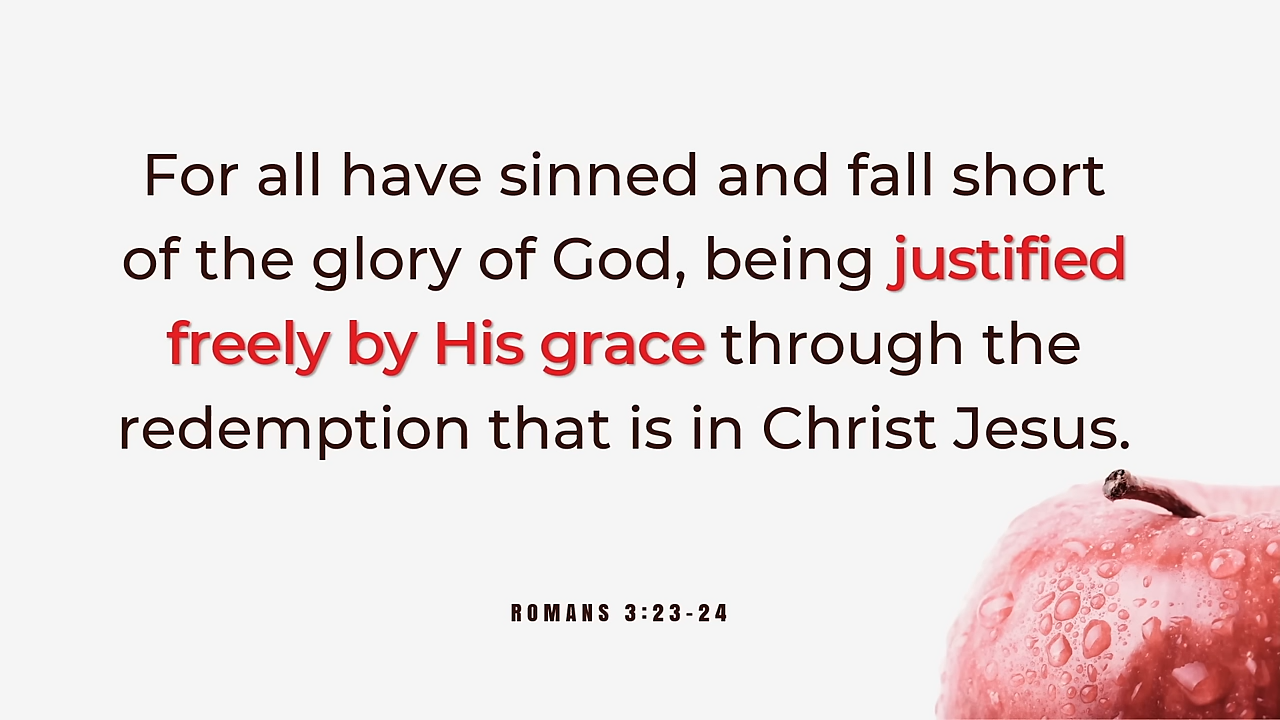 For all have sinned and fall short
of the glory of God, being justified
freely by His grace through the
redemption that is in Christ Jesus.
ROMANS 3:23-24